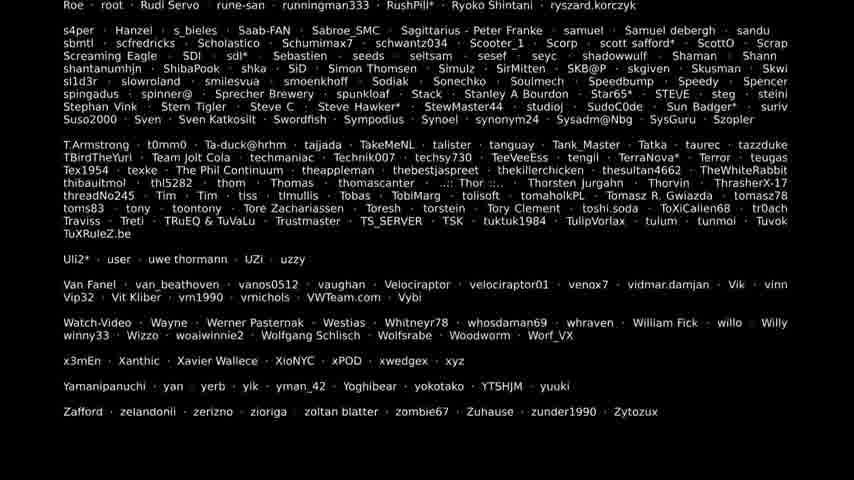 Roe · root · Rudi Servo · rune-san · runningman333 · RushPill* · Ryoko Shintani · ryszard.korczyk
s4per · Hanzel · s_bieles · Saab-FAN · Sabroe_SMC · Sagittarius - Peter Franke · samuel · Samuel debergh · sandu
sbmtl · scfredricks · Scholastico · Schumimax7 · schwantz034 · Scooter_1 · Scorp · scott safford* · ScottO · Scrap
Screaming Eagle · SDI · sdl* · Sebastien · seeds · seltsam · sesef · seyc · shadowwulf · Shaman · Shann
shantanumhjn · ShibaPook · shka · SiD · Simon Thomsen · Simulz · SirMitten · SKB@P · skgiven · Skusman · Skwi
si1d3r · slowroland · smilesvua · smoenkhoff · Sodiak · Sonechko · Soulmech · Speedbump · Speedy · Spencer
spingadus · spinner@ · Sprecher Brewery · spunkloaf · Stack · Stanley A Bourdon · Star65* · STE\/E · steg · steini
Stephan Vink · Stern Tigler · Steve C · Steve Hawker* · StewMaster44 · studioj · SudoC0de · Sun Badger* · suriv
Suso2000 · Sven · Sven Katkosilt · Swordfish · Sympodius · Synoel · synonym24 · Sysadm@Nbg · SysGuru · Szopler
T.Armstrong · t0mm0 · Ta-duck@hrhm · tajjada · TakeMeNL · talister · tanguay · Tank_Master · Tatka · taurec · tazzduke
TBirdTheYuri · Team Jolt Cola · techmaniac · Technik007 · techsy730 · TeeVeeEss · tengil · TerraNova* · Terror · teugas
Tex1954 · texke · The Phil Continuum · theappleman · thebestjaspreet · thekillerchicken · thesultan4662 · TheWhiteRabbit
thibauitmol · thl5282 · thom · Thomas · thomascanter · ..:: Thor ::.. · Thorsten Jurgahn · Thorvin · ThrasherX-17
threadNo245 · Tim · Tim · tiss · tlmullis · Tobas · TobiMarg · tolisoft · tomaholkPL · Tomasz R. Gwiazda · tomasz78
toms83 · tony · toontony · Tore Zachariassen · Toresh · torstein · Tory Clement · toshi.soda · ToXiCallen68 · tr0ach
Traviss · Treti · TRuEQ & TuVaLu · Trustmaster · TS_SERVER · TSK · tuktuk1984 · TulipVorlax · tulum · tunmoi · Tuvok
TuXRuleZ.be
Uli2* · user · uwe thormann · UZi · uzzy
Van Fanel · van_beathoven · vanos0512 · vaughan · Velociraptor · velociraptor01 · venox7 · vidmar.damjan · Vik · vinn
Vip32 · Vit Kliber · vm1990 · vrmichols · VWTeam.com · Vybi
Watch-Video · Wayne · Werner Pasternak · Westias · Whitneyr78 · whosdaman69 · whraven · William Fick · willo · Willy
winny33 · Wizzo · woaiwinnie2 · Wolfgang Schlisch · Wolfsrabe · Woodworm · Worf_VX
x3mEn · Xanthic · Xavier Wallece · XioNYC · xPOD · xwedgex · xyz
Yamanipanuchi · yan · yerb · yik · yman_42 · Yoghibear · yokotako · YTSHJM · yuuki
Zafford · zelandonii · zerizno · zioriga · zoltan blatter · zombie67 · Zuhause · zunder1990 · Zytozux